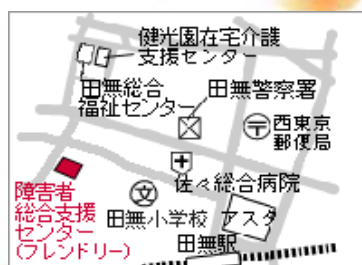 健光園在宅介護
支援センター
田無総合
福祉センター
田無警察署
〒西東京
郵便局
佐々総合病院
障害者
総合支援
センター
(フレンドリー)
文
田無小学校
アスタ
田無駅